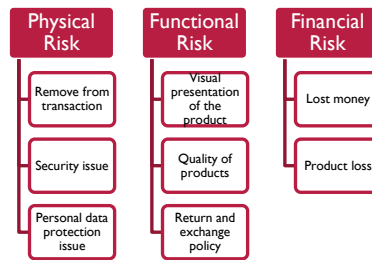 Physical
Risk
Remove from
transaction
Security issue
Personal data
protection
issue
Functional
Risk
Visual
presentation
of the
product
Quality of
products
Return and
exchange
policy
Financial
Risk
Lost money
Product loss